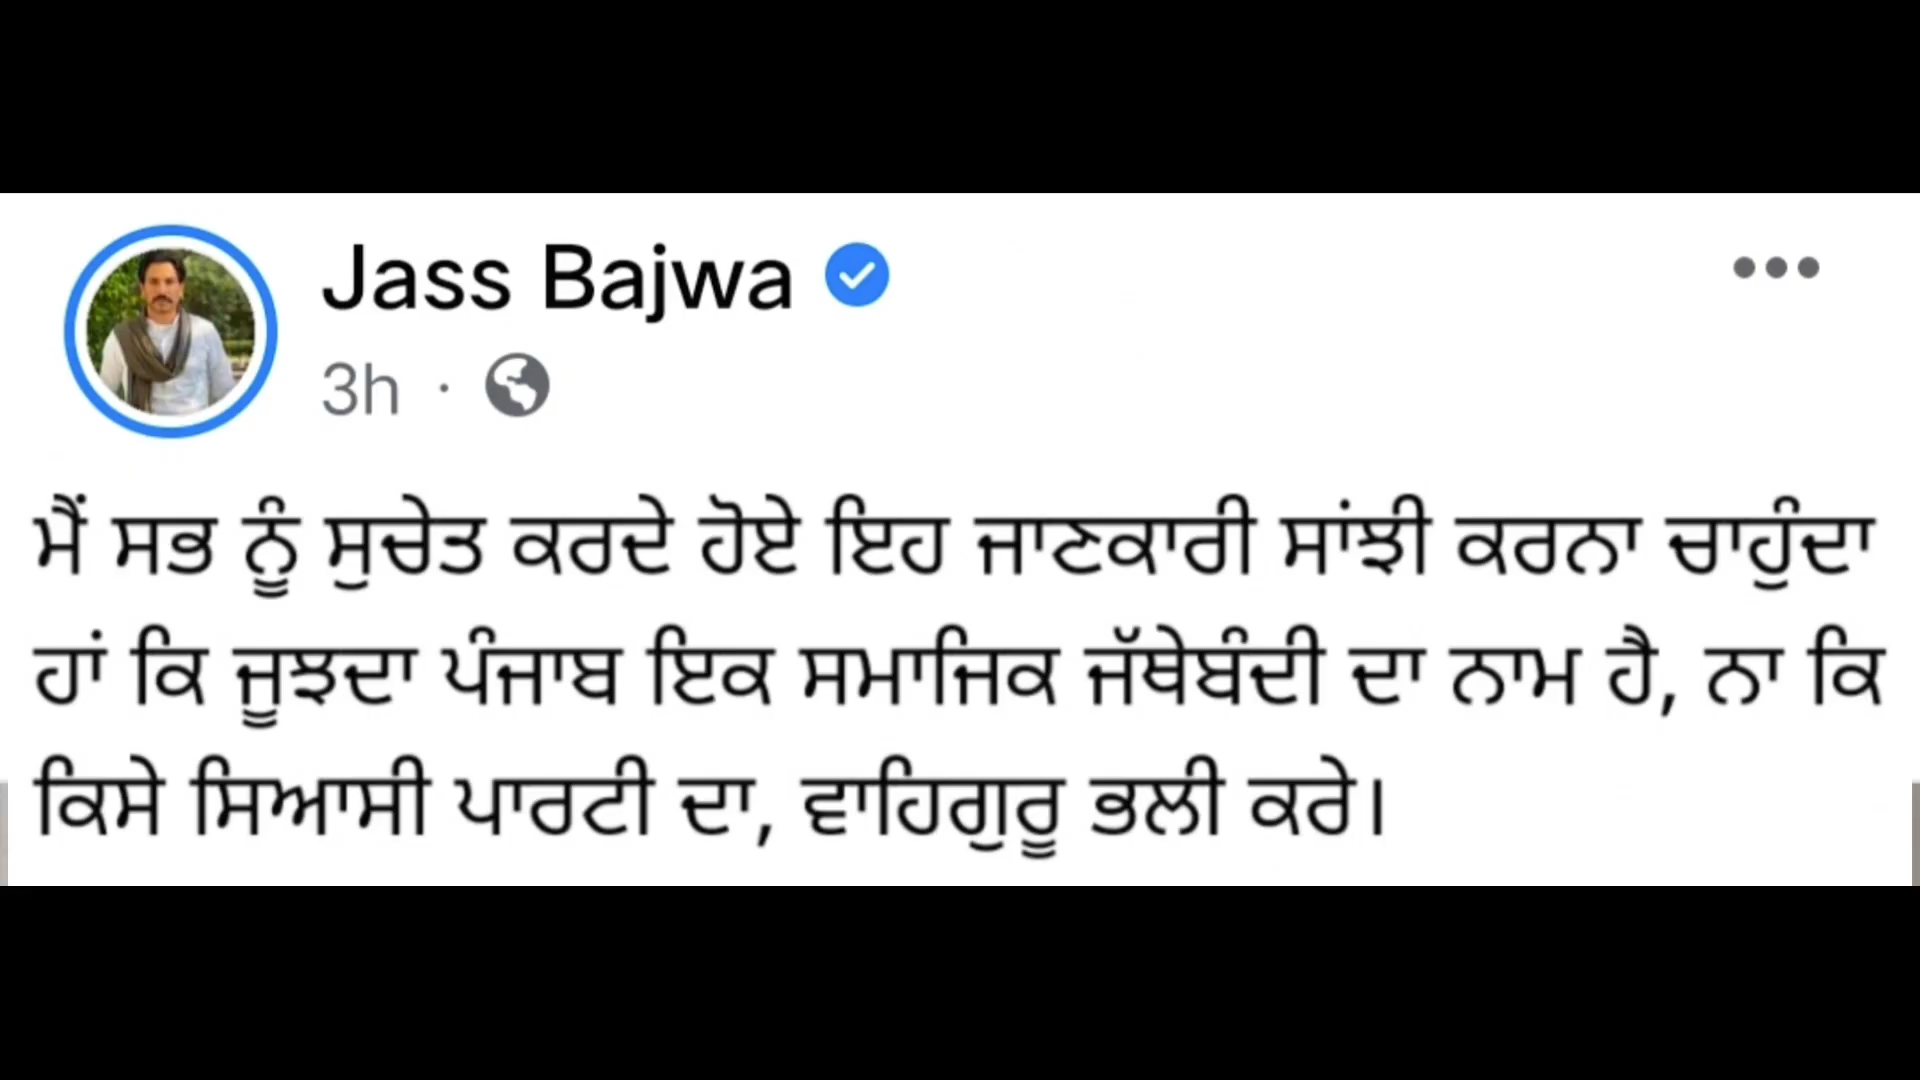 Jass Bajwa
3h ·
ਮੈਂ ਸਭ ਨੂੰ ਸੁਚੇਤ ਕਰਦੇ ਹੋਏ ਇਹ ਜਾਣਕਾਰੀ ਸਾਂਝੀ ਕਰਨਾ ਚਾਹੁੰਦਾ
ਹਾਂ ਕਿ ਜੂਝਦਾ ਪੰਜਾਬ ਇਕ ਸਮਾਜਿਕ ਜੱਥੇਬੰਦੀ ਦਾ ਨਾਮ ਹੈ, ਨਾ ਕਿ
ਕਿਸੇ ਸਿਆਸੀ ਪਾਰਟੀ ਦਾ, ਵਾਹਿਗੁਰੂ ਭਲੀ ਕਰੇ।